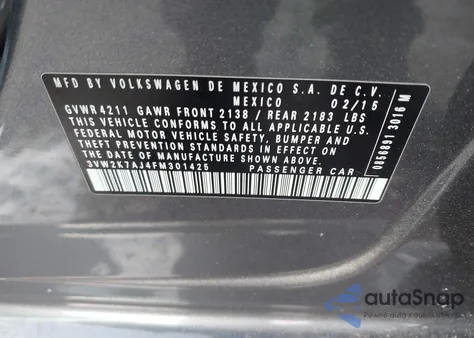 MFD BY VOLKSWAGEN DE MEXICO S.A. DE C.V.
MEXICO 02/15
GVWR 4211 GAWR FRONT 2138 / REAR 2183 LBS
THIS VEHICLE CONFORMS TO ALL APPLICABLE U.S.
FEDERAL MOTOR VEHICLE SAFETY, BUMPER AND
THEFT PREVENTION STANDARDS IN EFFECT ON THE
DATE OF MANUFACTURE SHOWN ABOVE.
3VW2K7AJ4FM301425 PASSENGER CAR
0856891 3016 M
autoSnap